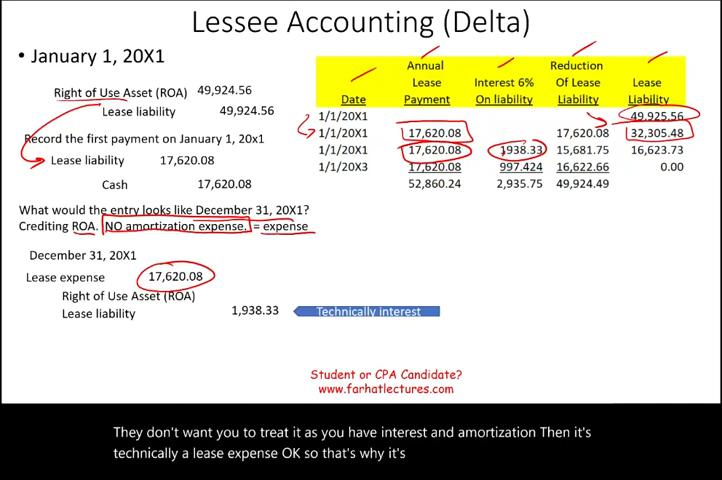 Lessee Accounting (Delta)
• January 1, 20X1
Right of Use Asset (ROA) 49,924.56
Lease liability 49,924.56
Record the first payment on January 1, 20x1
Lease liability 17,620.08
Cash 17,620.08
What would the entry looks like December 31, 20X1?
Crediting ROA. NO amortization expense. = expense
December 31, 20X1
Lease expense 17,620.08
Right of Use Asset (ROA)
Lease liability 1,938.33
Technically interest
Annual Reduction
Lease Interest 6% Of Lease Lease
Date Payment On liability Liability Liability
1/1/20X1 49,925.56
1/1/20X1 17,620.08 17,620.08 32,305.48
1/1/20X1 17,620.08 1938.33 15,681.75 16,623.73
1/1/20X3 17,620.08 997.424 16,622.66 0.00
52,860.24 2,935.75 49,924.49
Student or CPA Candidate?
www.farhatlectures.com
They don't want you to treat it as you have interest and amortization Then it's
technically a lease expense OK so that's why it's